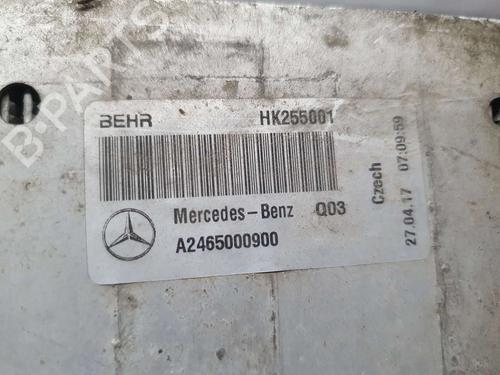 B-PARTS
BEHR HK255001
Mercedes-Benz Q03
A2465000900
Czech
27.04.17 07:09:59